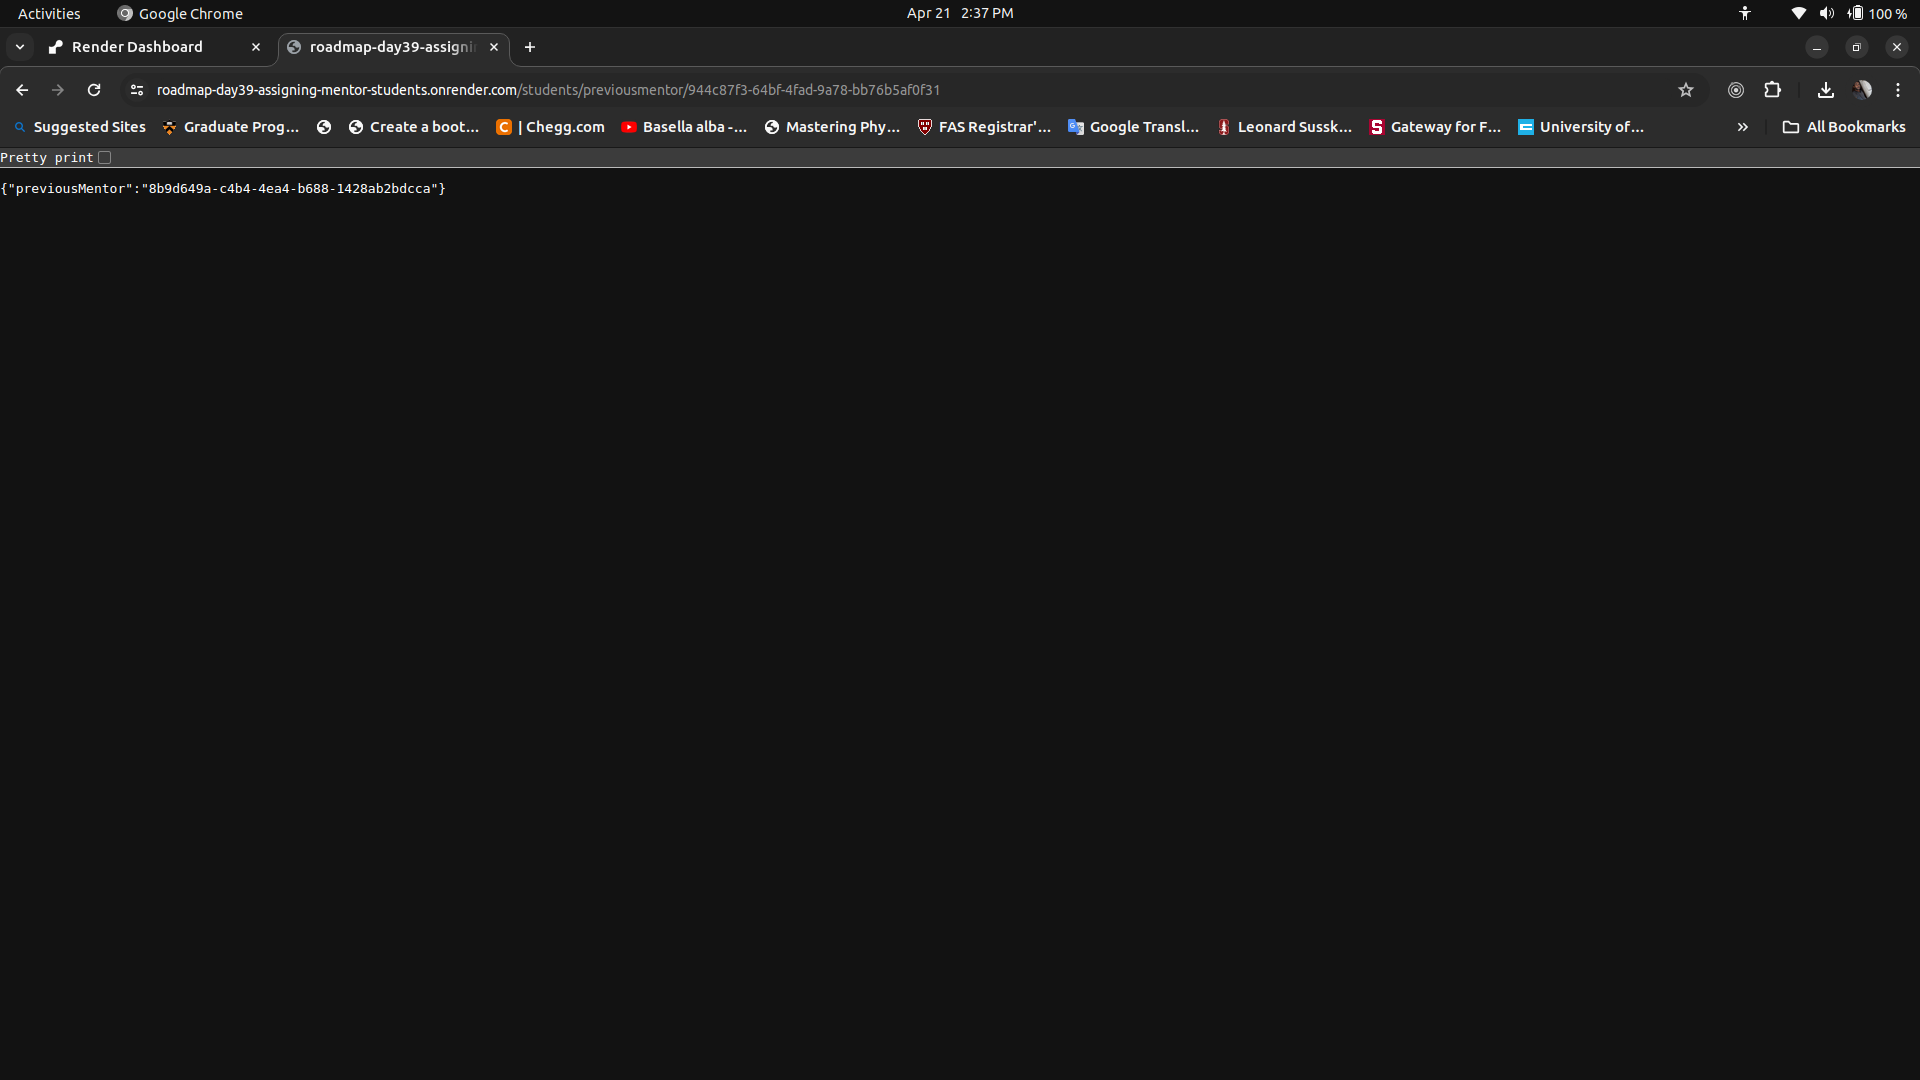 Activities Google Chrome Apr 21 2:37 PM 100 %
Render Dashboard roadmap-day39-assignin
roadmap-day39-assigning-mentor-students.onrender.com/students/previousmentor/944c87f3-64bf-4fad-9a78-bb76b5af0f31
Suggested Sites Graduate Prog... Create a boot... | Chegg.com Basella alba -... Mastering Phy... FAS Registrar'... Google Transl... Leonard Sussk... Gateway for F... University of... » All Bookmarks
Pretty print
{"previousMentor":"8b9d649a-c4b4-4ea4-b688-1428ab2bdcca"}